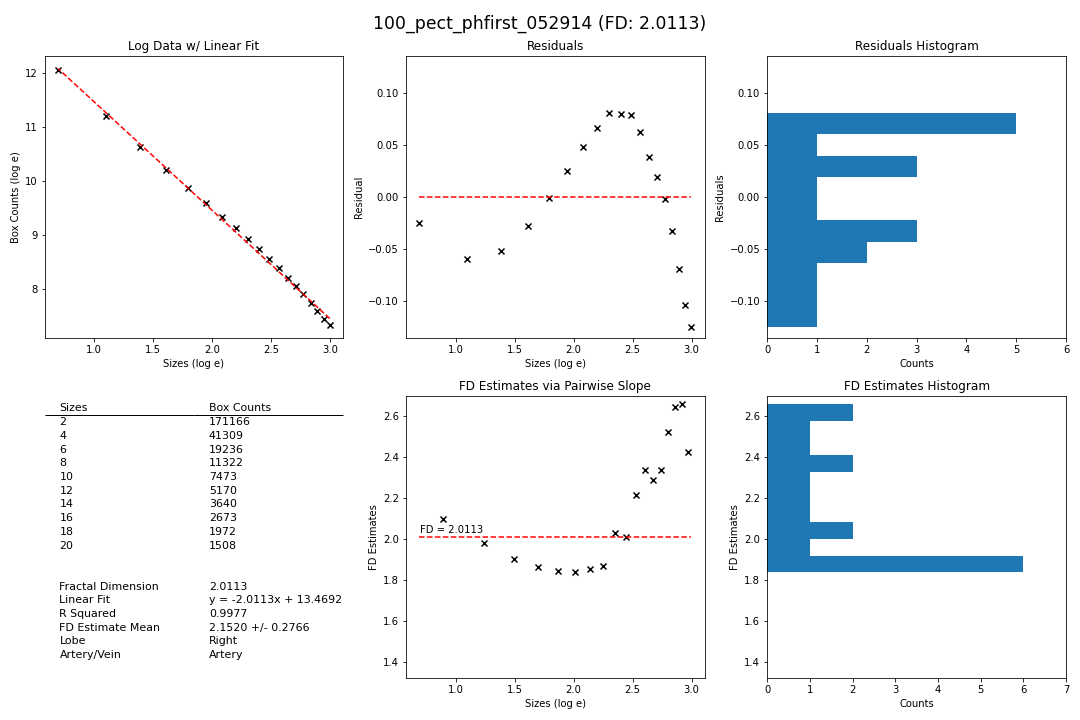 100_pect_phfirst_052914 (FD: 2.0113)
Log Data w/ Linear Fit
Box Counts (log e)
12
11
10
9
8
1.0 1.5 2.0 2.5 3.0
Sizes (log e)
Residuals
Residual
0.10
0.05
0.00
−0.05
−0.10
1.0 1.5 2.0 2.5 3.0
Sizes (log e)
Residuals Histogram
Residuals
0.10
0.05
0.00
−0.05
−0.10
0 1 2 3 4 5 6
Counts
Sizes Box Counts
2 171166
4 41309
6 19236
8 11322
10 7473
12 5170
14 3640
16 2673
18 1972
20 1508
Fractal Dimension 2.0113
Linear Fit y = -2.0113x + 13.4692
R Squared 0.9977
FD Estimate Mean 2.1520 +/- 0.2766
Lobe Right
Artery/Vein Artery
FD Estimates via Pairwise Slope
FD Estimates
2.6
2.4
2.2
2.0
1.8
1.6
1.4
FD = 2.0113
1.0 1.5 2.0 2.5 3.0
Sizes (log e)
FD Estimates Histogram
FD Estimates
2.6
2.4
2.2
2.0
1.8
1.6
1.4
0 1 2 3 4 5 6 7
Counts